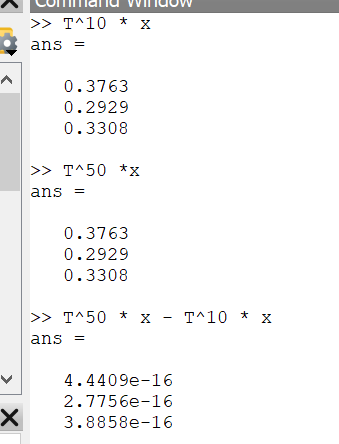 Command Window
>> T^10 * x
ans =
0.3763
0.2929
0.3308
>> T^50 *x
ans =
0.3763
0.2929
0.3308
>> T^50 * x - T^10 * x
ans =
4.4409e-16
2.7756e-16
3.8858e-16